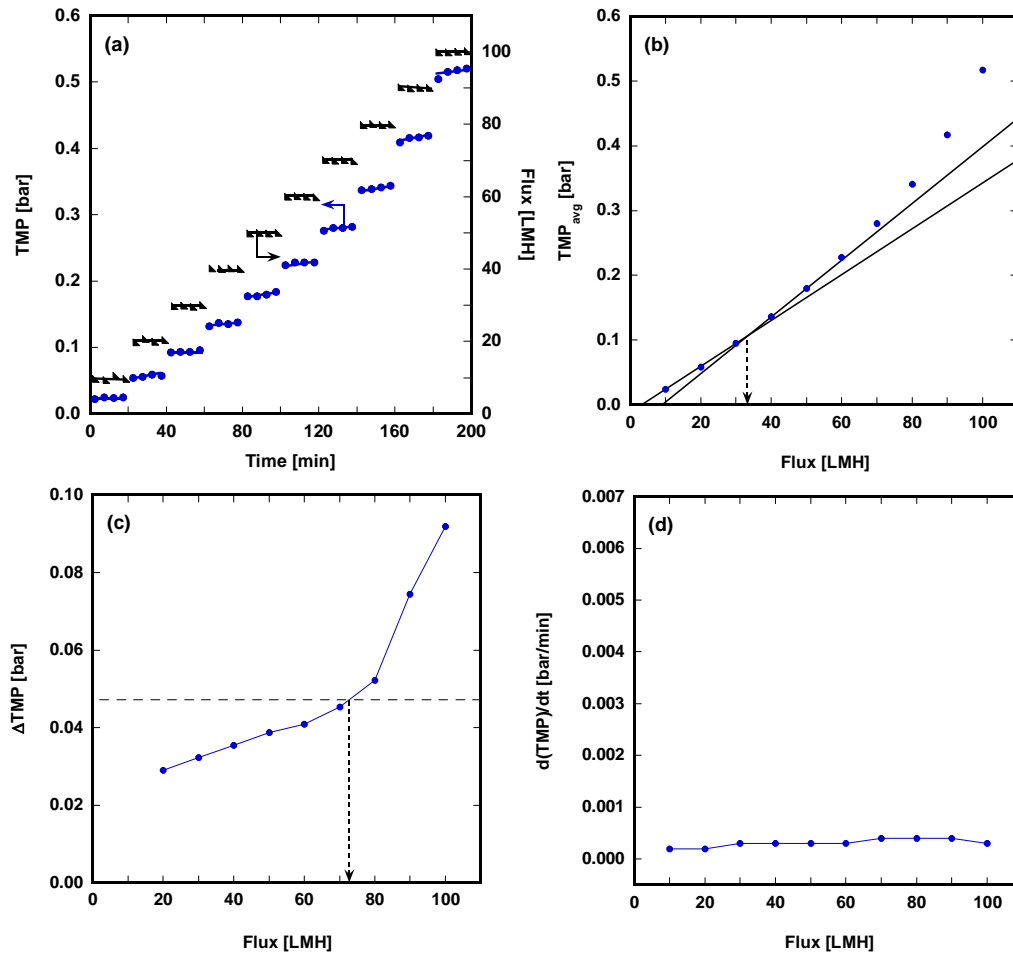 (a)
TMP [bar]
0.6
0.5
0.4
0.3
0.2
0.1
0.0
100
80
60
40
20
0
Flux [LMH]
0 40 80 120 160 200
Time [min]
(b)
TMP_avg [bar]
0.6
0.5
0.4
0.3
0.2
0.1
0.0
0 20 40 60 80 100
Flux [LMH]
(c)
ΔTMP [bar]
0.10
0.08
0.06
0.04
0.02
0.00
0 20 40 60 80 100
Flux [LMH]
(d)
d(TMP)/dt [bar/min]
0.007
0.006
0.005
0.004
0.003
0.002
0.001
0.000
0 20 40 60 80 100
Flux [LMH]